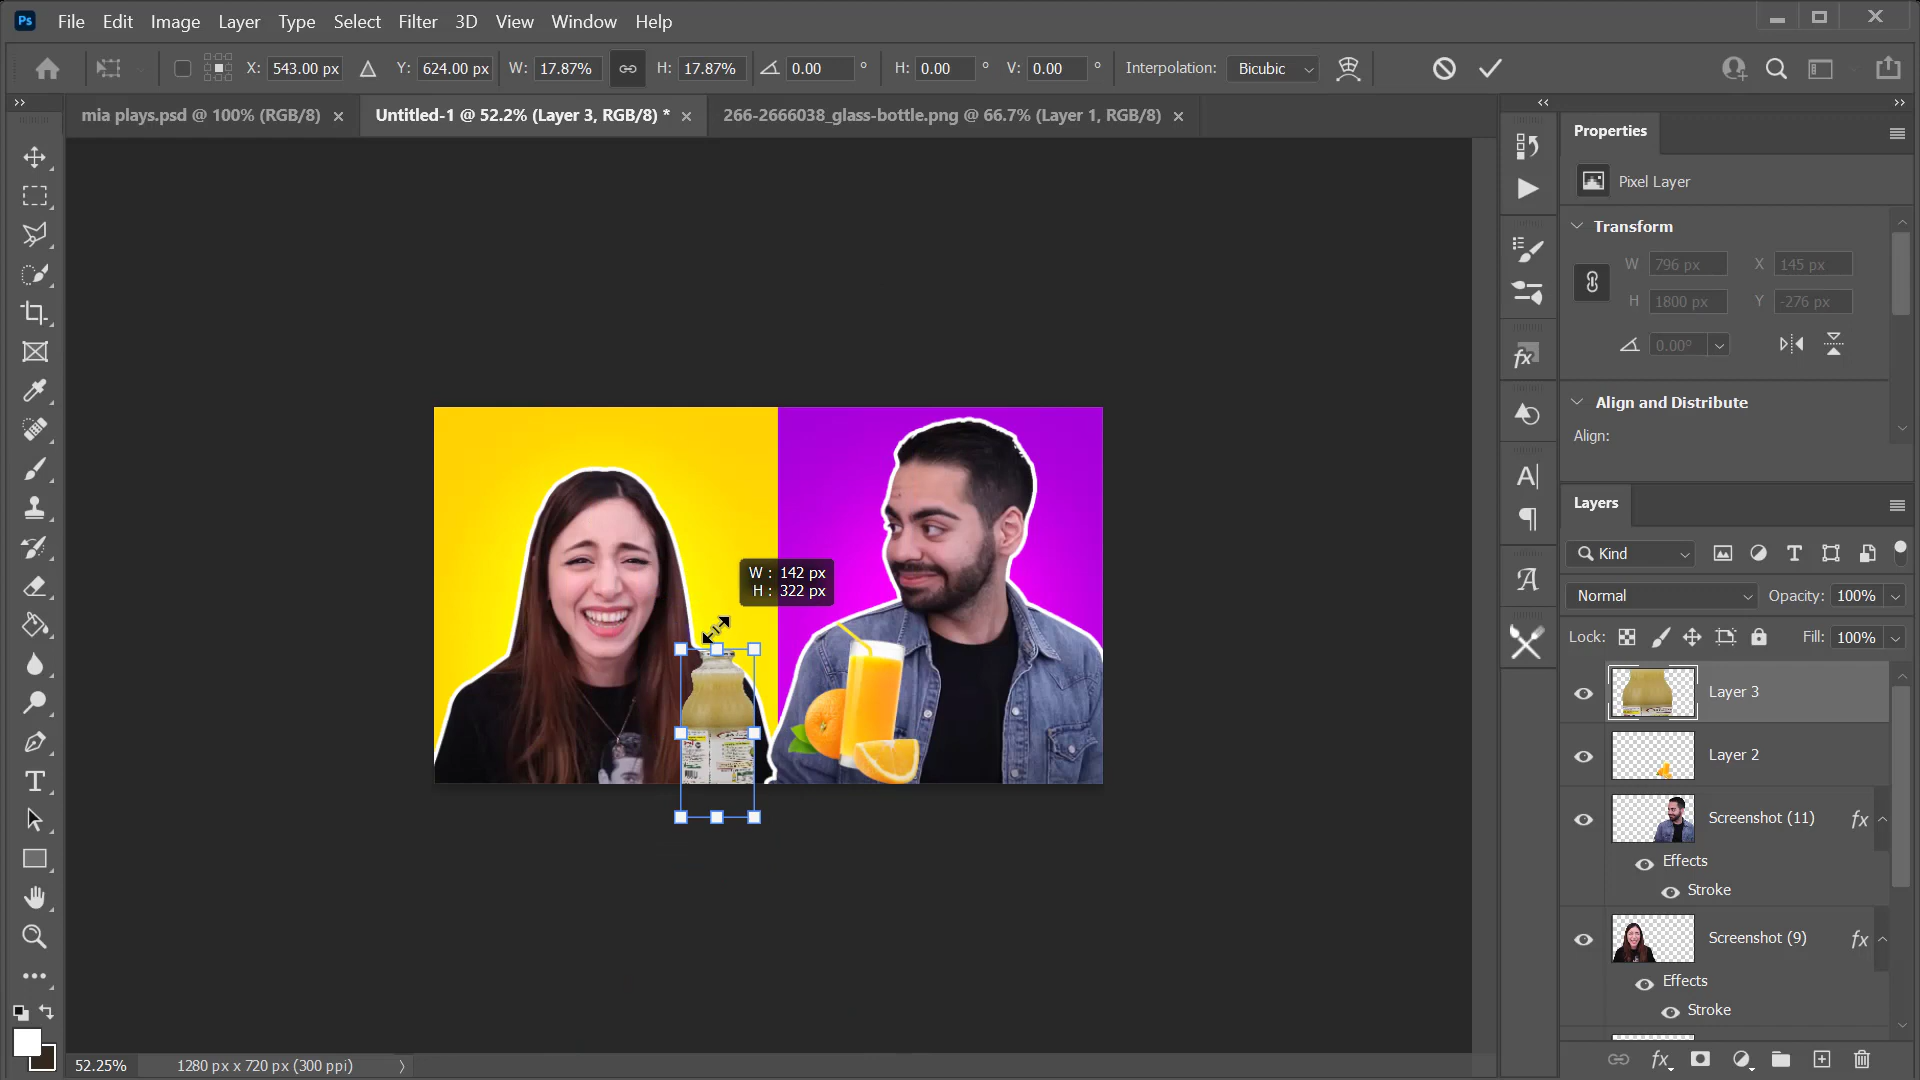 Ps File Edit Image Layer Type Select Filter 3D View Window Help
X: 543.00 px Y: 624.00 px W: 17.87% H: 17.87% 0.00 ° H: 0.00 ° V: 0.00 ° Interpolation: Bicubic
mia plays.psd @ 100% (RGB/8) × Untitled-1 @ 52.2% (Layer 3, RGB/8) * × 266-2666038_glass-bottle.png @ 66.7% (Layer 1, RGB/8) ×
Properties
Pixel Layer
Transform
W 796 px X 145 px
H 1800 px Y -276 px
0.00°
Align and Distribute
Align:
W : 142 px
H : 322 px
Layers
Kind
Normal Opacity: 100%
Lock: Fill: 100%
Layer 3
Layer 2
Screenshot (11) fx
Effects
Stroke
Screenshot (9) fx
Effects
Stroke
52.25% 1280 px x 720 px (300 ppi)